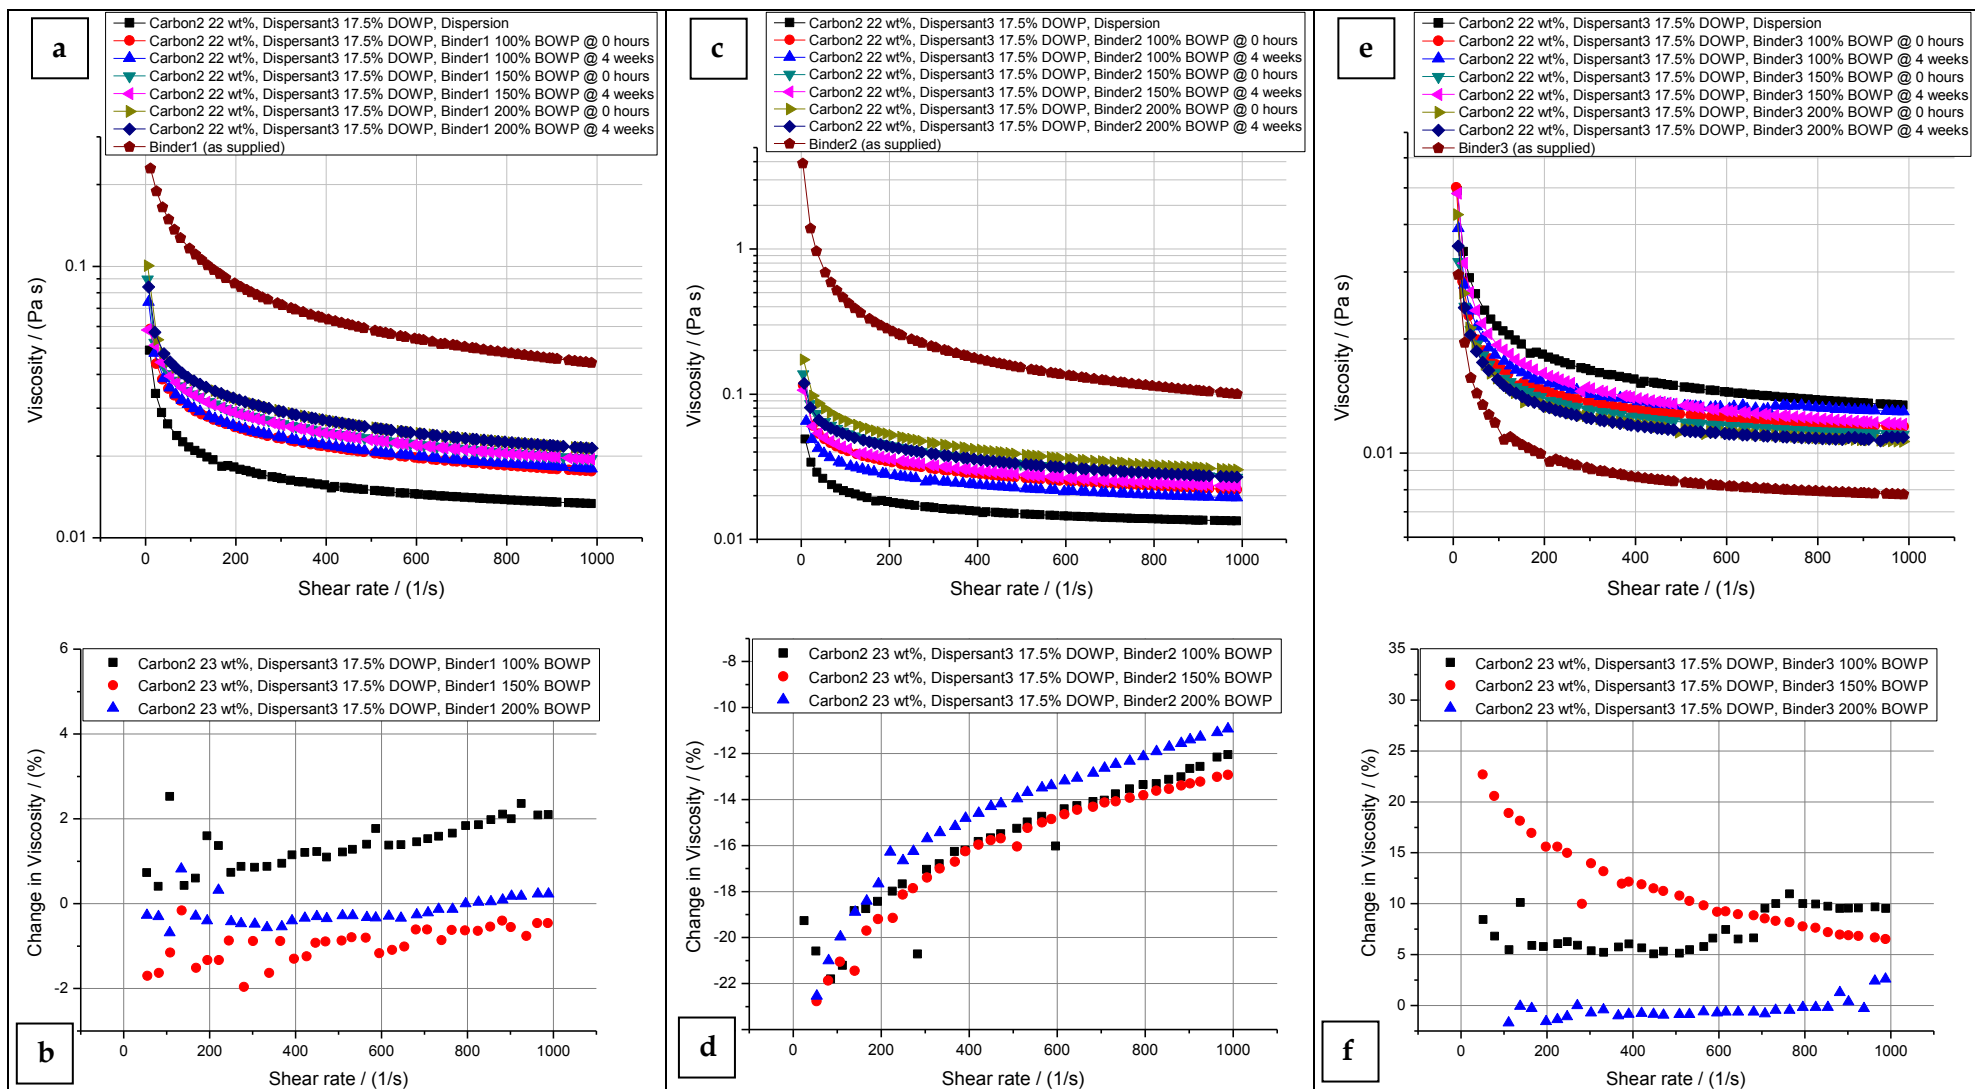 a
Carbon2 22 wt%, Dispersant3 17.5% DOWP, Dispersion
Carbon2 22 wt%, Dispersant3 17.5% DOWP, Binder1 100% BOWP @ 0 hours
Carbon2 22 wt%, Dispersant3 17.5% DOWP, Binder1 100% BOWP @ 4 weeks
Carbon2 22 wt%, Dispersant3 17.5% DOWP, Binder1 150% BOWP @ 0 hours
Carbon2 22 wt%, Dispersant3 17.5% DOWP, Binder1 150% BOWP @ 4 weeks
Carbon2 22 wt%, Dispersant3 17.5% DOWP, Binder1 200% BOWP @ 0 hours
Carbon2 22 wt%, Dispersant3 17.5% DOWP, Binder1 200% BOWP @ 4 weeks
Binder1 (as supplied)
Viscosity / (Pa s)
0.1
0.01
0 200 400 600 800 1000
Shear rate / (1/s)
c
Carbon2 22 wt%, Dispersant3 17.5% DOWP, Dispersion
Carbon2 22 wt%, Dispersant3 17.5% DOWP, Binder2 100% BOWP @ 0 hours
Carbon2 22 wt%, Dispersant3 17.5% DOWP, Binder2 100% BOWP @ 4 weeks
Carbon2 22 wt%, Dispersant3 17.5% DOWP, Binder2 150% BOWP @ 0 hours
Carbon2 22 wt%, Dispersant3 17.5% DOWP, Binder2 150% BOWP @ 4 weeks
Carbon2 22 wt%, Dispersant3 17.5% DOWP, Binder2 200% BOWP @ 0 hours
Carbon2 22 wt%, Dispersant3 17.5% DOWP, Binder2 200% BOWP @ 4 weeks
Binder2 (as supplied)
Viscosity / (Pa s)
1
0.1
0.01
0 200 400 600 800 1000
Shear rate / (1/s)
e
Carbon2 22 wt%, Dispersant3 17.5% DOWP, Dispersion
Carbon2 22 wt%, Dispersant3 17.5% DOWP, Binder3 100% BOWP @ 0 hours
Carbon2 22 wt%, Dispersant3 17.5% DOWP, Binder3 100% BOWP @ 4 weeks
Carbon2 22 wt%, Dispersant3 17.5% DOWP, Binder3 150% BOWP @ 0 hours
Carbon2 22 wt%, Dispersant3 17.5% DOWP, Binder3 150% BOWP @ 4 weeks
Carbon2 22 wt%, Dispersant3 17.5% DOWP, Binder3 200% BOWP @ 0 hours
Carbon2 22 wt%, Dispersant3 17.5% DOWP, Binder3 200% BOWP @ 4 weeks
Binder3 (as supplied)
Viscosity / (Pa s)
0.01
0 200 400 600 800 1000
Shear rate / (1/s)
b
Carbon2 23 wt%, Dispersant3 17.5% DOWP, Binder1 100% BOWP
Carbon2 23 wt%, Dispersant3 17.5% DOWP, Binder1 150% BOWP
Carbon2 23 wt%, Dispersant3 17.5% DOWP, Binder1 200% BOWP
Change in Viscosity / (%)
6
4
2
0
-2
0 200 400 600 800 1000
Shear rate / (1/s)
d
Carbon2 23 wt%, Dispersant3 17.5% DOWP, Binder2 100% BOWP
Carbon2 23 wt%, Dispersant3 17.5% DOWP, Binder2 150% BOWP
Carbon2 23 wt%, Dispersant3 17.5% DOWP, Binder2 200% BOWP
Change in Viscosity / (%)
-8
-10
-12
-14
-16
-18
-20
-22
0 200 400 600 800 1000
Shear rate / (1/s)
f
Carbon2 23 wt%, Dispersant3 17.5% DOWP, Binder3 100% BOWP
Carbon2 23 wt%, Dispersant3 17.5% DOWP, Binder3 150% BOWP
Carbon2 23 wt%, Dispersant3 17.5% DOWP, Binder3 200% BOWP
Change in Viscosity / (%)
35
30
25
20
15
10
5
0
0 200 400 600 800 1000
Shear rate / (1/s)